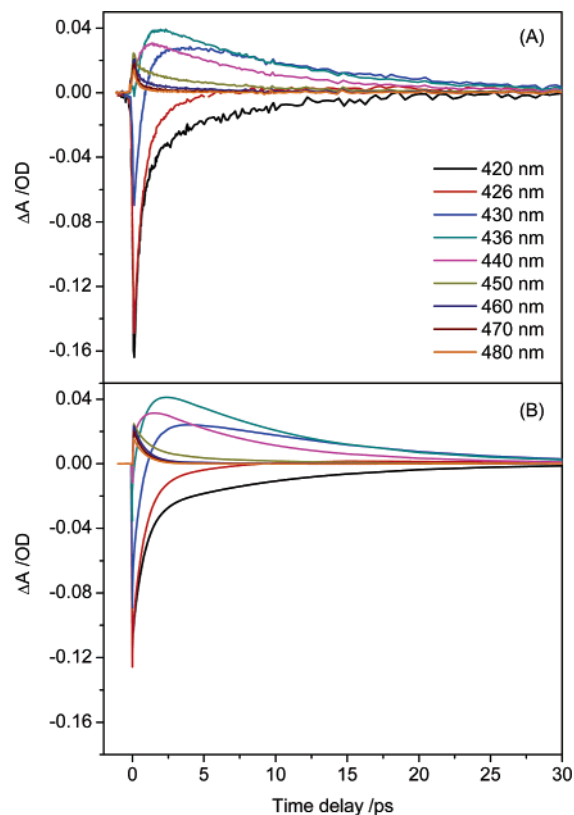 (A)
0.04
0.00
-0.04
-0.08
-0.12
-0.16
ΔA /OD
420 nm
426 nm
430 nm
436 nm
440 nm
450 nm
460 nm
470 nm
480 nm
(B)
0.04
0.00
-0.04
-0.08
-0.12
-0.16
ΔA /OD
0 5 10 15 20 25 30
Time delay /ps